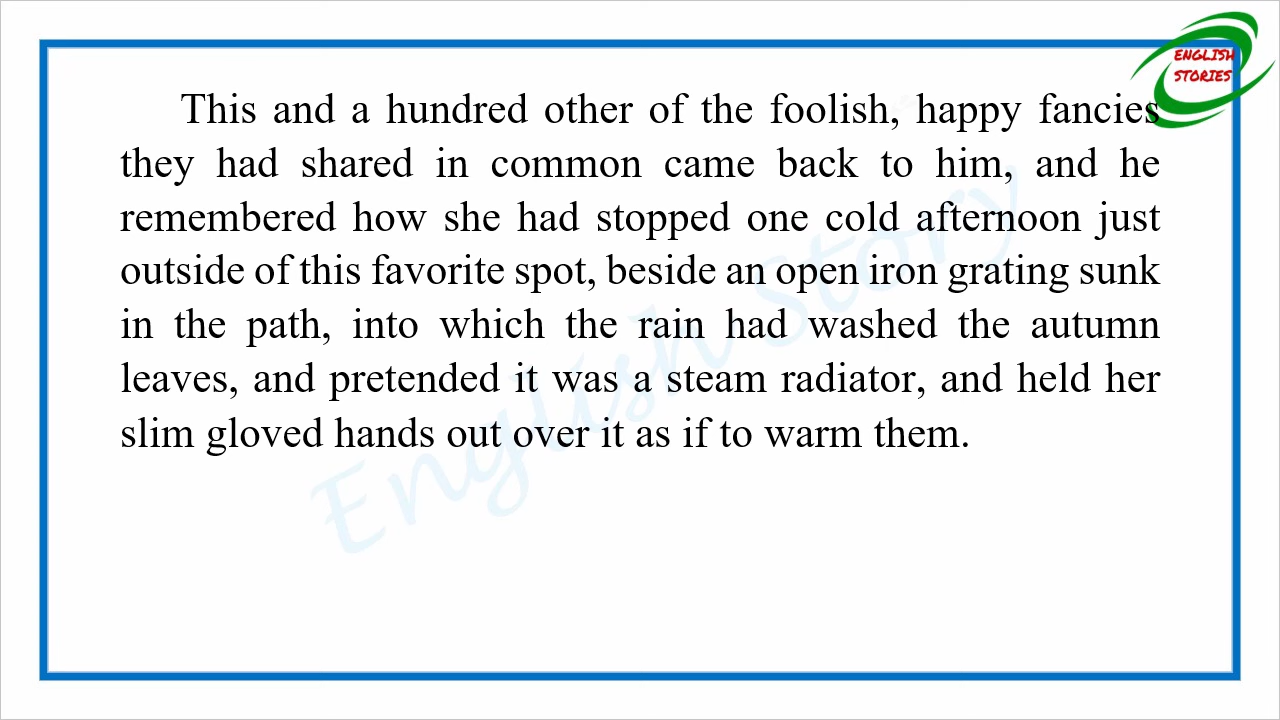 ENGLISH
STORIES
This and a hundred other of the foolish, happy fancies
they had shared in common came back to him, and he
remembered how she had stopped one cold afternoon just
outside of this favorite spot, beside an open iron grating sunk
in the path, into which the rain had washed the autumn
leaves, and pretended it was a steam radiator, and held her
slim gloved hands out over it as if to warm them.
English Story